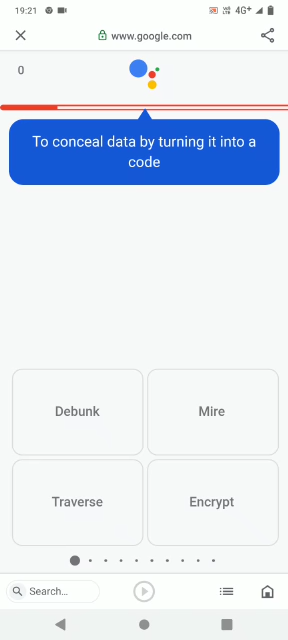 19:21 4G+
www.google.com
0
To conceal data by turning it into a
code
Debunk Mire
Traverse Encrypt
Search...